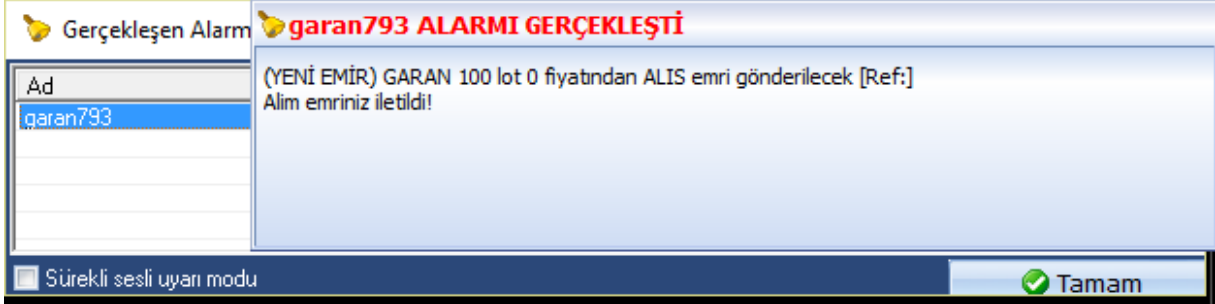 Gerçekleşen Alarm
garan793 ALARMI GERÇEKLEŞTİ
(YENİ EMİR) GARAN 100 lot 0 fiyatından ALIS emri gönderilecek [Ref:]
Alim emriniz iletildi!
Ad
garan793
Sürekli sesli uyarı modu
Tamam